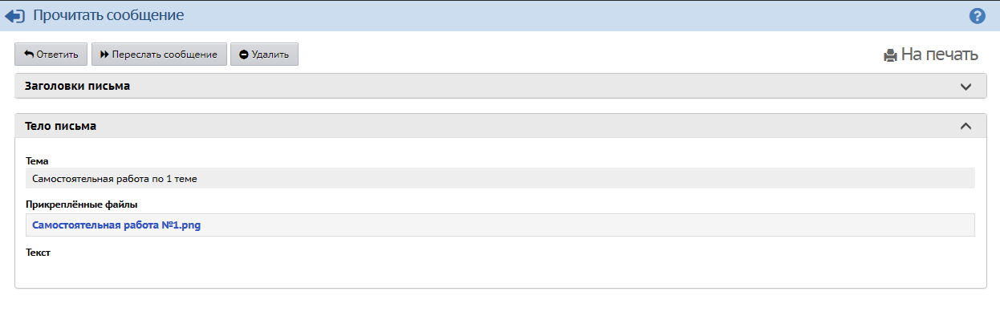 Прочитать сообщение
?
Ответить
Переслать сообщение
Удалить
На печать
Заголовки письма
Тело письма
Тема
Самостоятельная работа по 1 теме
Прикреплённые файлы
Самостоятельная работа №1.png
Текст